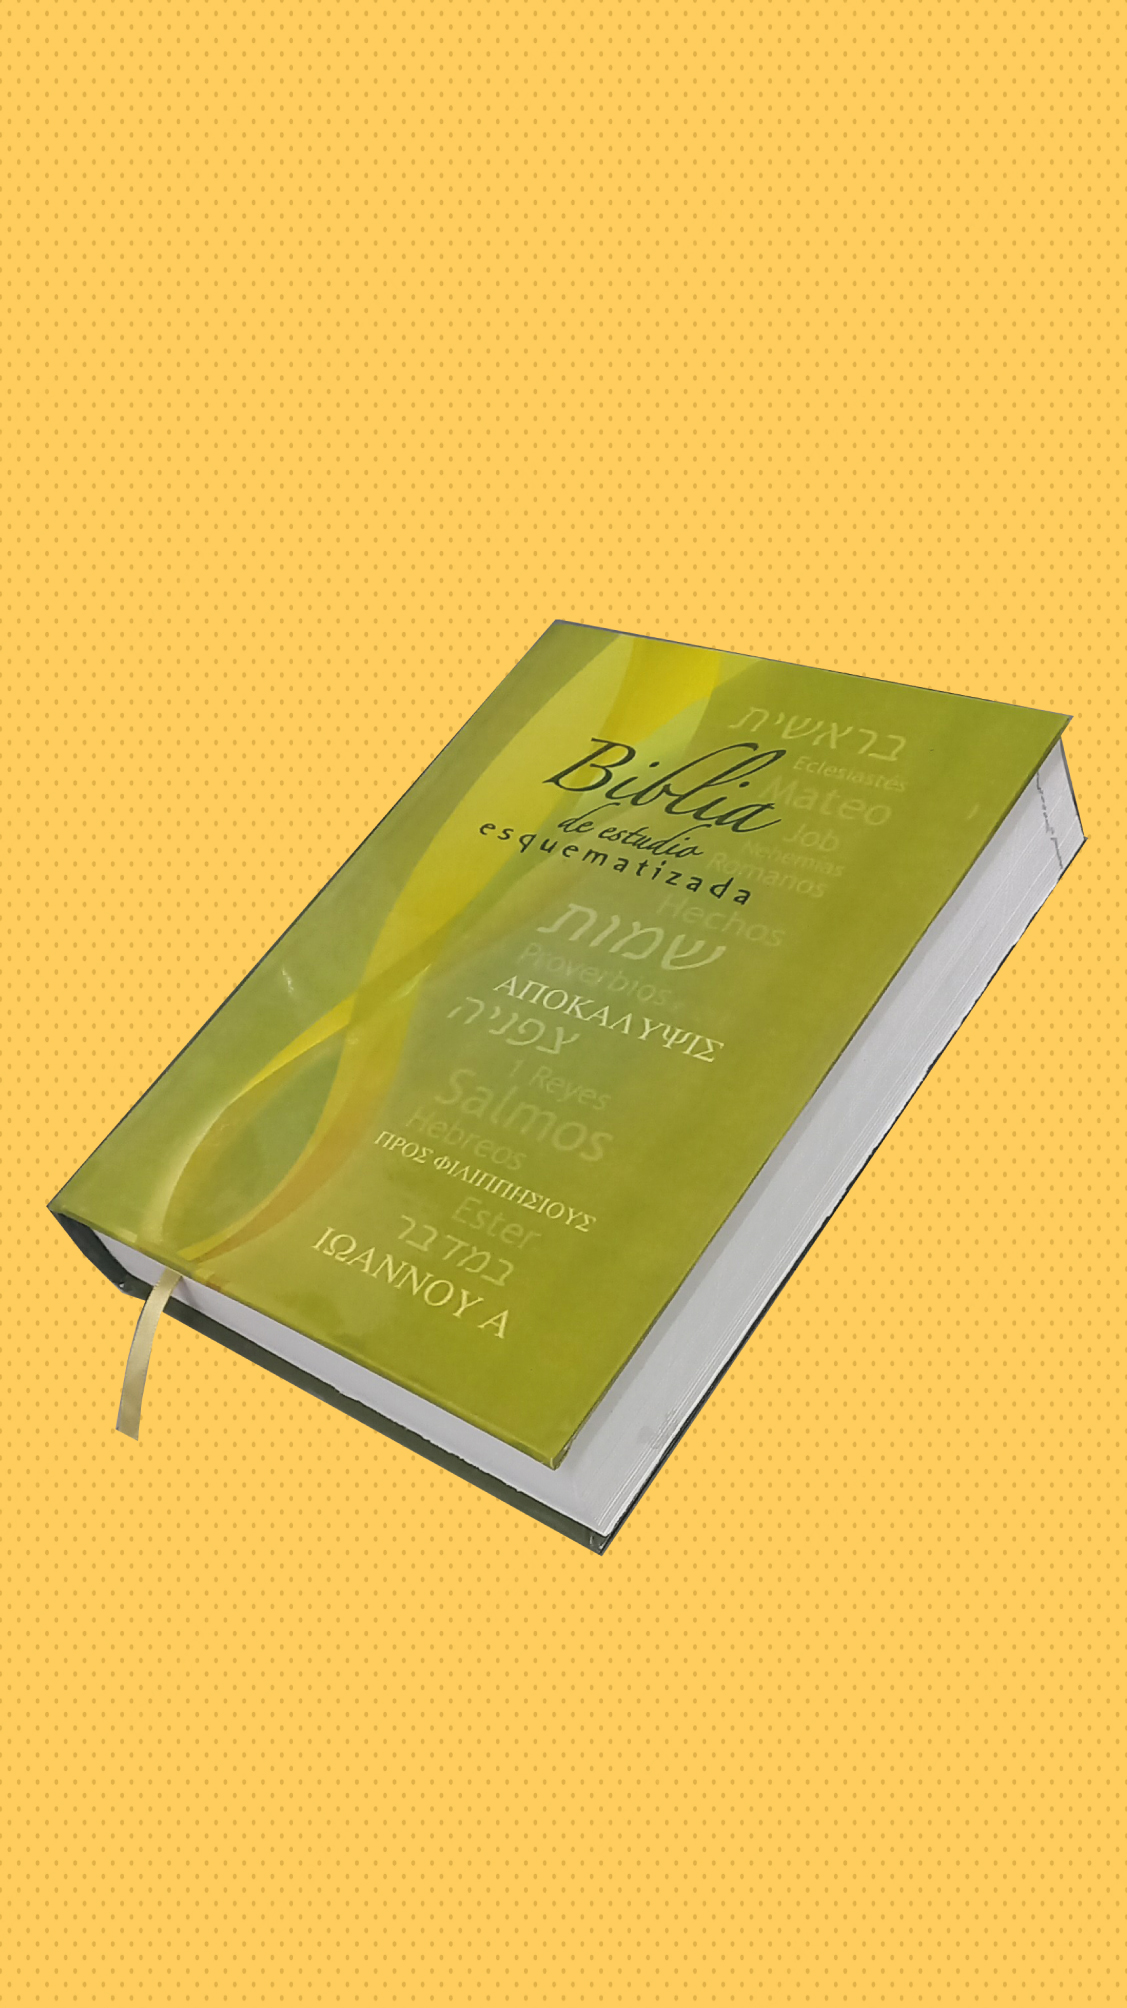 בראשית
Eclesiastés
Mateo
Biblia
Job
de estudio
Nehemías
esquematizada
Romanos
Hechos
שמות
Proverbios
ΑΠΟΚΑΛΥΨΙΣ
צפניה
1 Reyes
Salmos
Hebreos
ΠΡΟΣ ΦΙΛΙΠΠΗΣΙΟΥΣ
Ester
במדבר
ΙΩΑΝΝΟΥ Α